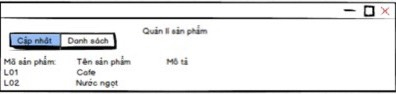 Quản lí sản phẩm
Cập nhật Danh sách
Mã sản phẩm: Tên sản phẩm Mô tả
L01 Cafe
L02 Nước ngọt